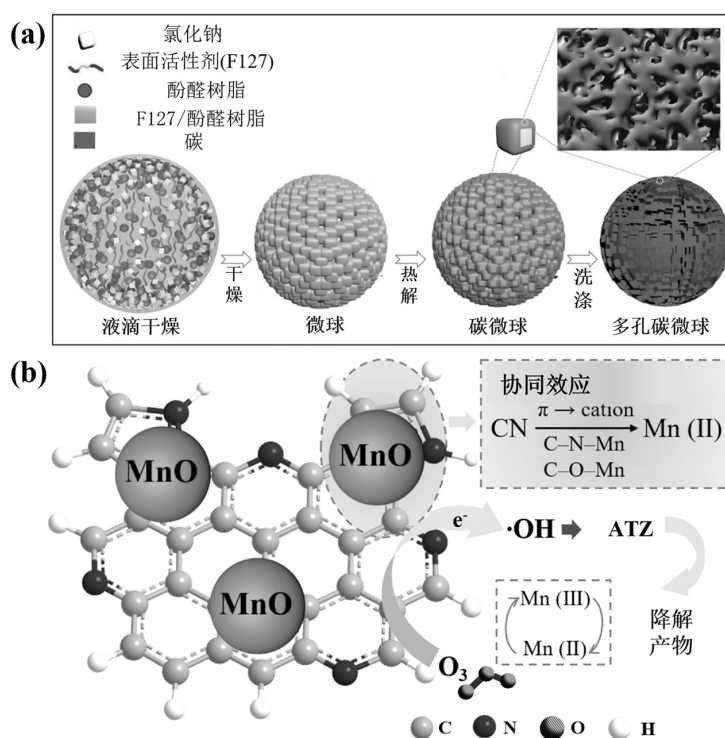 (a)
氯化钠
表面活性剂(F127)
酚醛树脂
F127/酚醛树脂
碳
干燥
热解
洗涤
液滴干燥
微球
碳微球
多孔碳微球
(b)
协同效应
CN
π → cation
Mn (II)
C–N–Mn
C–O–Mn
MnO
MnO
MnO
e-
·OH
ATZ
Mn (III)
Mn (II)
降解
产物
O3
C
N
O
H